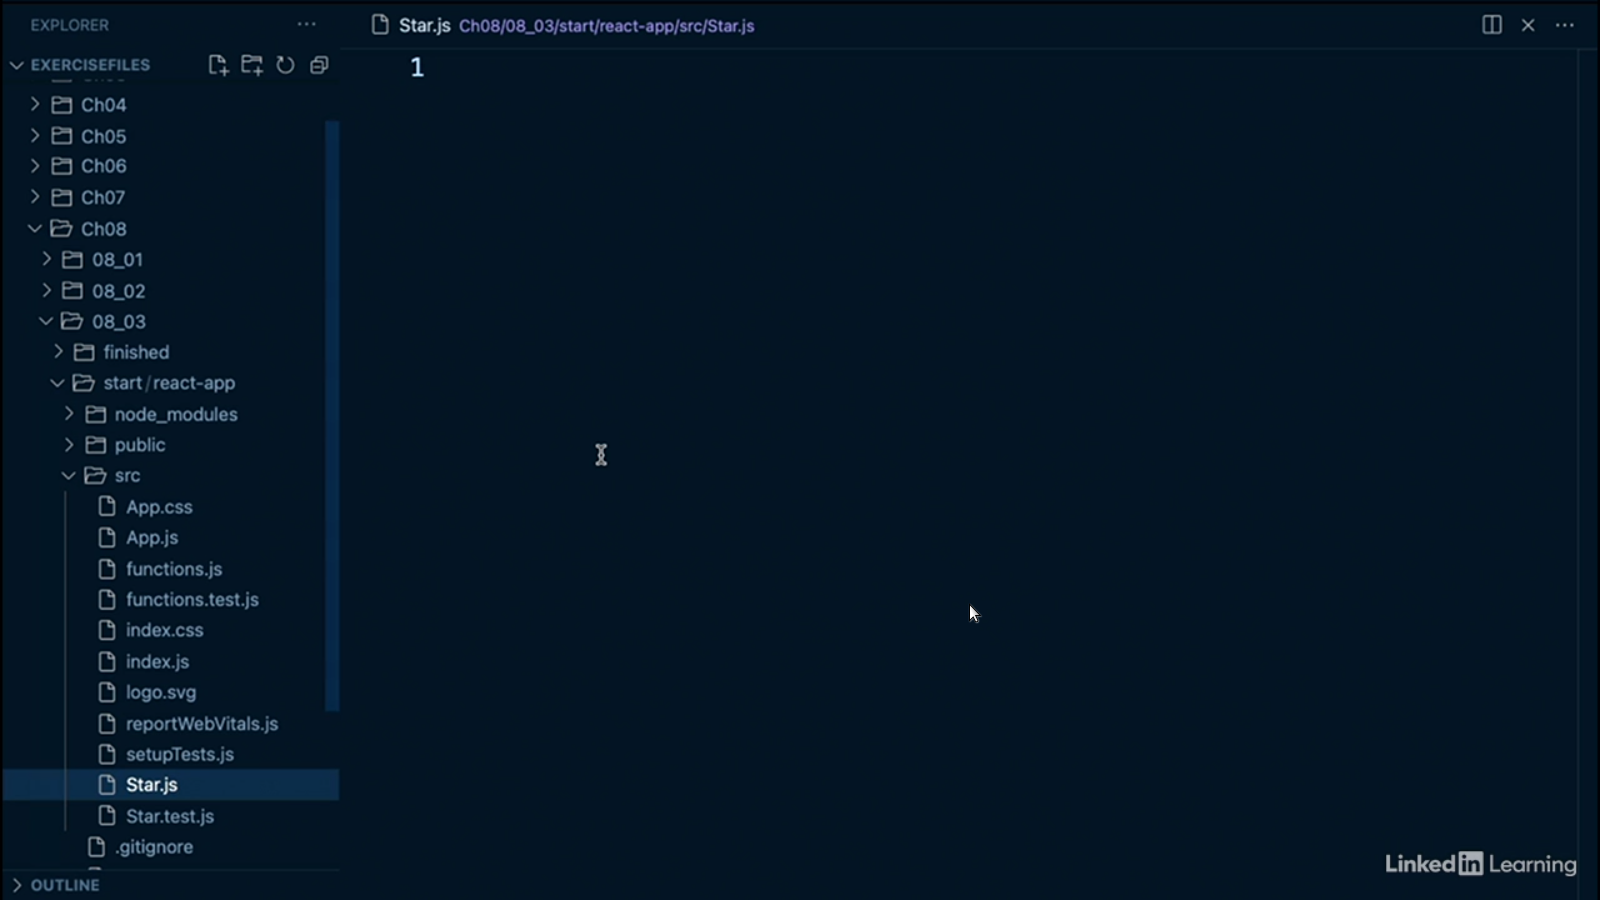 EXPLORER
Star.js Ch08/08_03/start/react-app/src/Star.js
EXERCISEFILES
1
Ch04
Ch05
Ch06
Ch07
Ch08
08_01
08_02
08_03
finished
start/react-app
node_modules
public
src
App.css
App.js
functions.js
functions.test.js
index.css
index.js
logo.svg
reportWebVitals.js
setupTests.js
Star.js
Star.test.js
.gitignore
OUTLINE
Linked in Learning